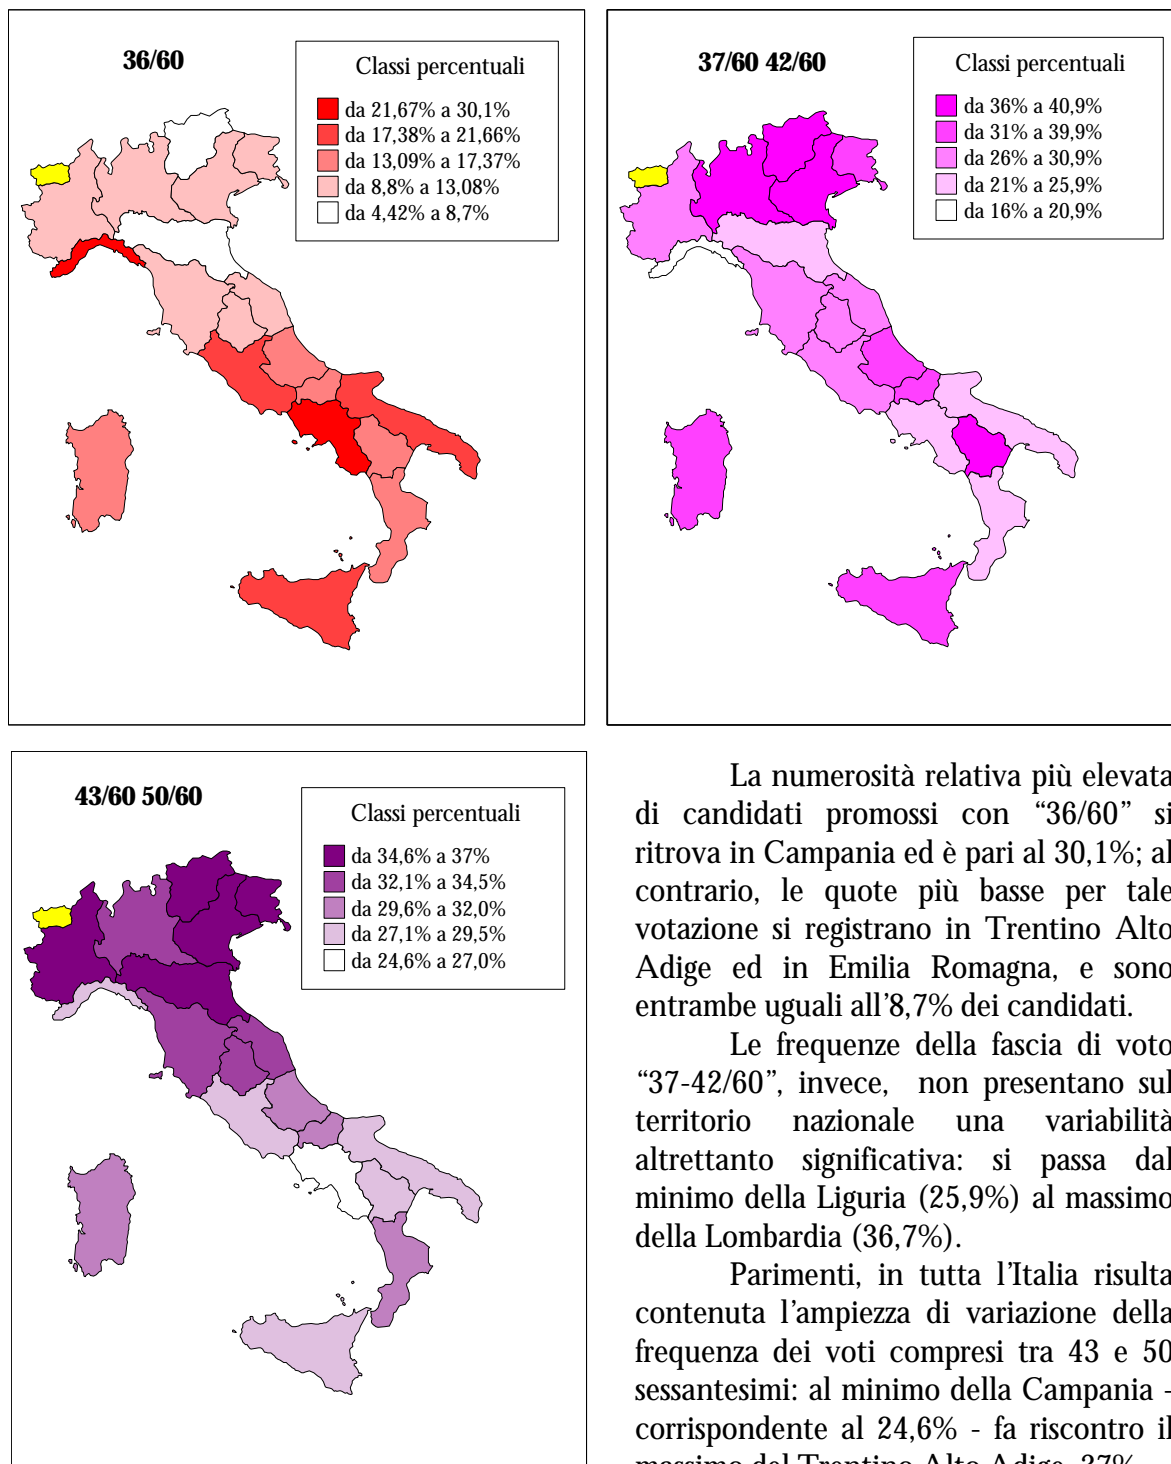 36/60
Classi percentuali
da 21,67% a 30,1%
da 17,38% a 21,66%
da 13,09% a 17,37%
da 8,8% a 13,08%
da 4,42% a 8,7%
37/60 42/60
Classi percentuali
da 36% a 40,9%
da 31% a 39,9%
da 26% a 30,9%
da 21% a 25,9%
da 16% a 20,9%
43/60 50/60
Classi percentuali
da 34,6% a 37%
da 32,1% a 34,5%
da 29,6% a 32,0%
da 27,1% a 29,5%
da 24,6% a 27,0%
La numerosità relativa più elevata
di candidati promossi con “36/60” si
ritrova in Campania ed è pari al 30,1%; al
contrario, le quote più basse per tale
votazione si registrano in Trentino Alto
Adige ed in Emilia Romagna, e sono
entrambe uguali all’8,7% dei candidati.
Le frequenze della fascia di voto
“37-42/60”, invece, non presentano sul
territorio nazionale una variabilità
altrettanto significativa: si passa dal
minimo della Liguria (25,9%) al massimo
della Lombardia (36,7%).
Parimenti, in tutta l’Italia risulta
contenuta l’ampiezza di variazione della
frequenza dei voti compresi tra 43 e 50
sessantesimi: al minimo della Campania -
corrispondente al 24,6% - fa riscontro il
massimo del Trentino Alto Adige, 37%